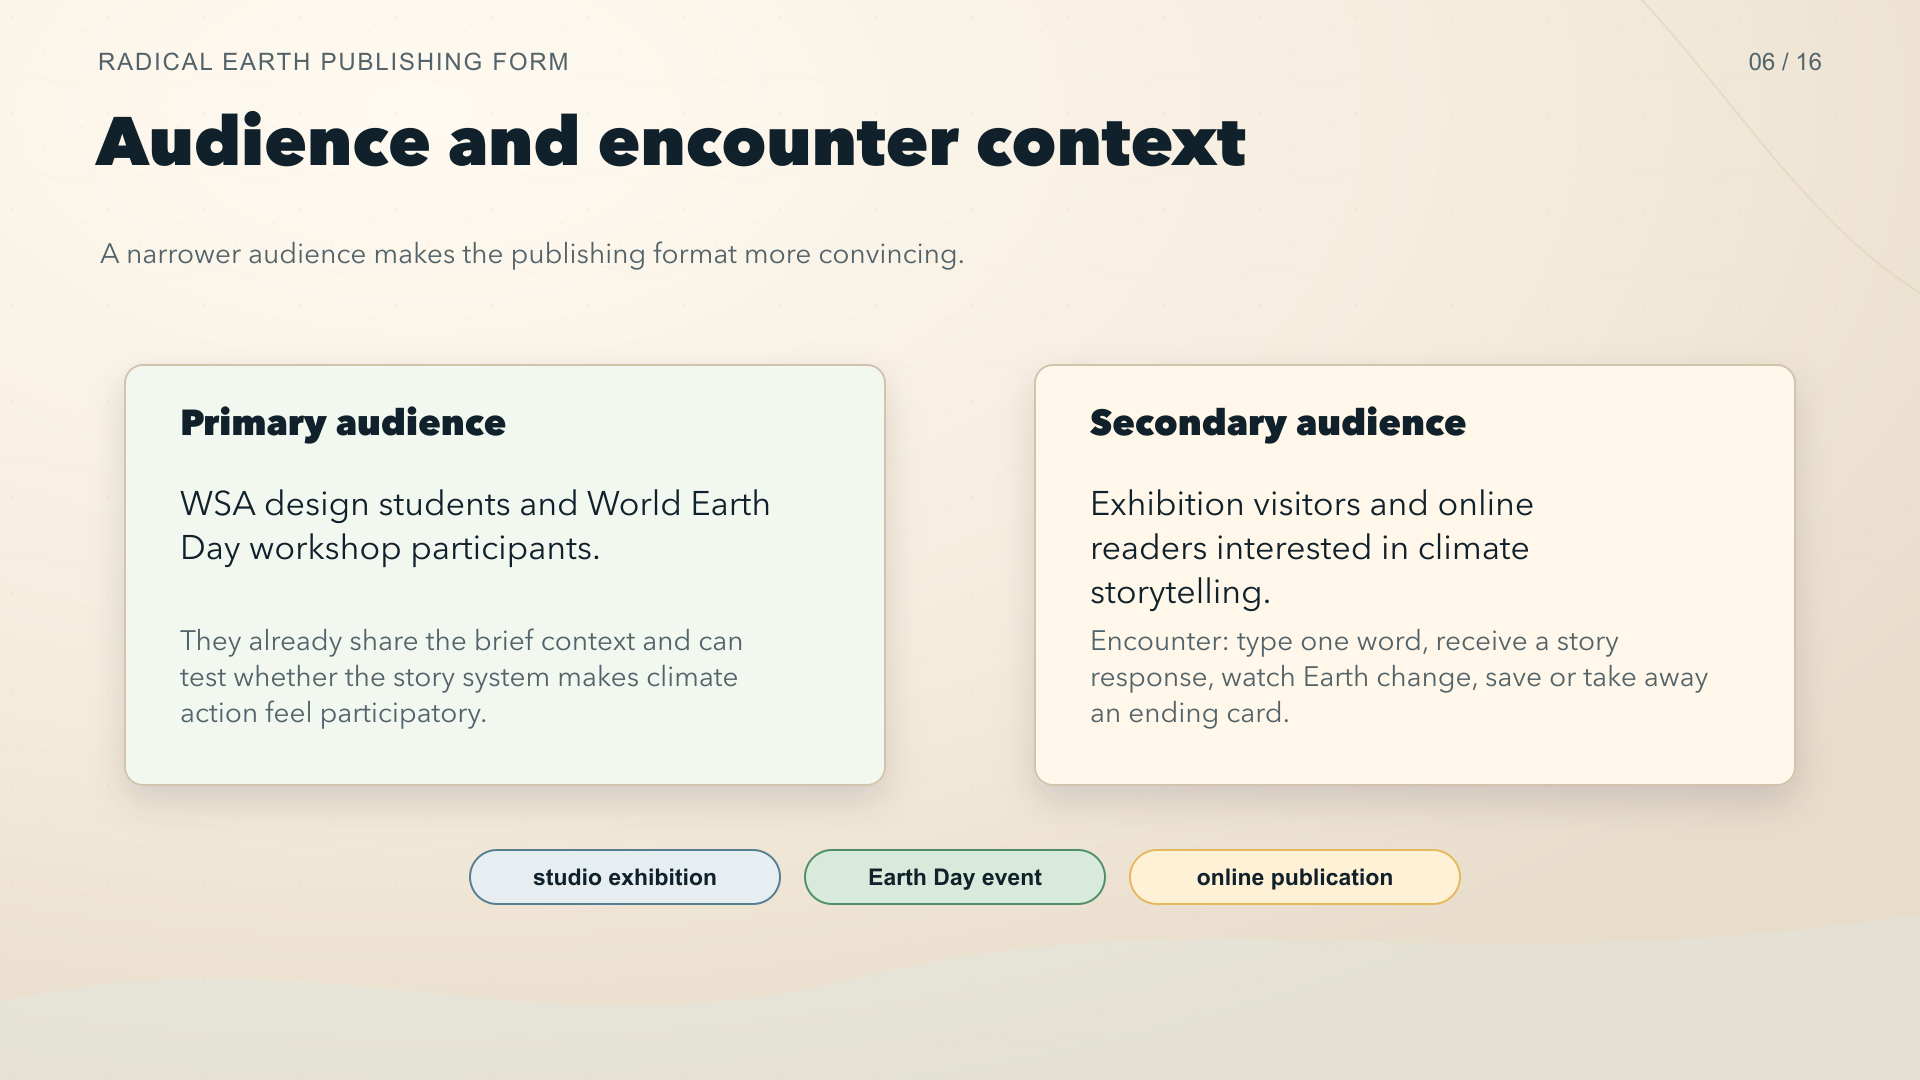 RADICAL EARTH PUBLISHING FORM
06 / 16
Audience and encounter context
A narrower audience makes the publishing format more convincing.
Primary audience
WSA design students and World Earth
Day workshop participants.
They already share the brief context and can
test whether the story system makes climate
action feel participatory.
Secondary audience
Exhibition visitors and online
readers interested in climate
storytelling.
Encounter: type one word, receive a story
response, watch Earth change, save or take away
an ending card.
studio exhibition
Earth Day event
online publication